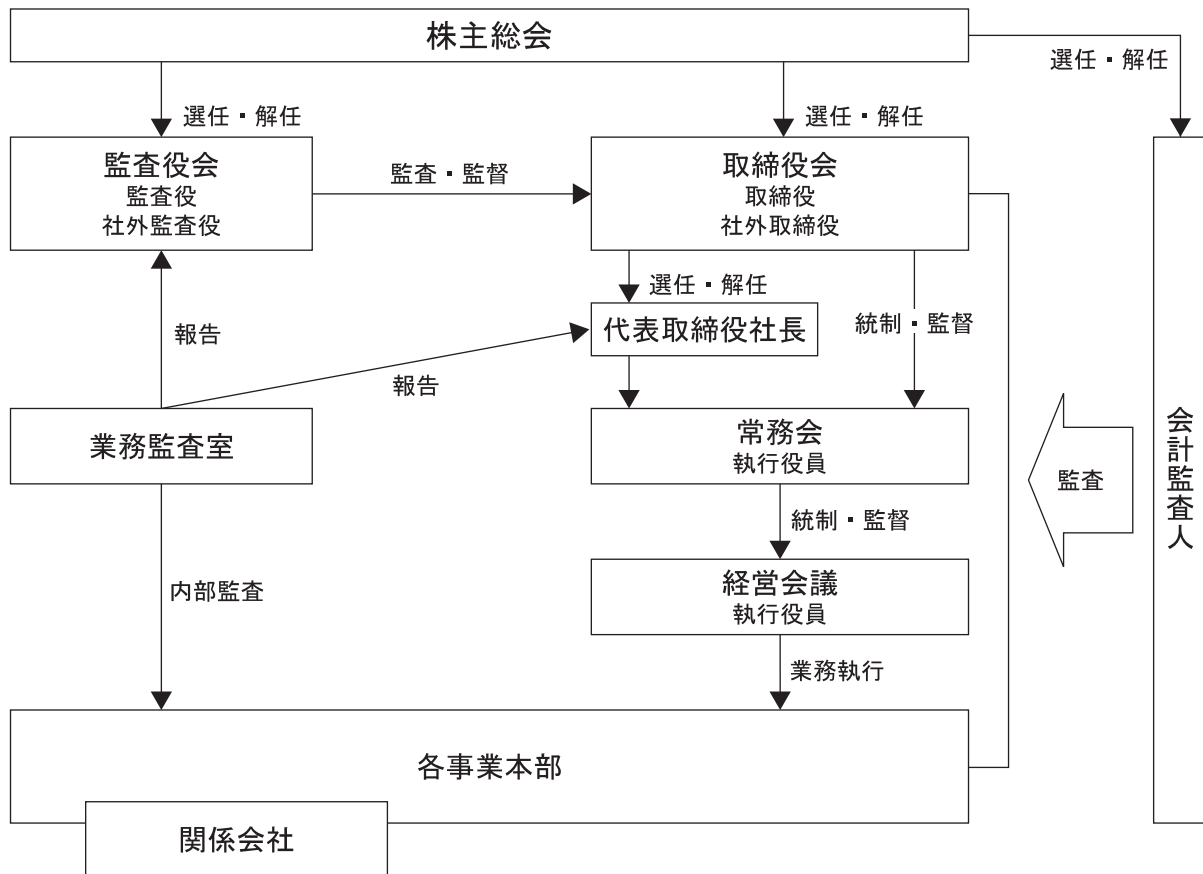 株主総会
選任・解任
選任・解任
選任・解任
監査役会
監査役
社外監査役
監査・監督
取締役会
取締役
社外取締役
選任・解任
代表取締役社長
統制・監督
報告
報告
業務監査室
常務会
執行役員
監査
会計監査人
統制・監督
経営会議
執行役員
内部監査
業務執行
各事業本部
関係会社